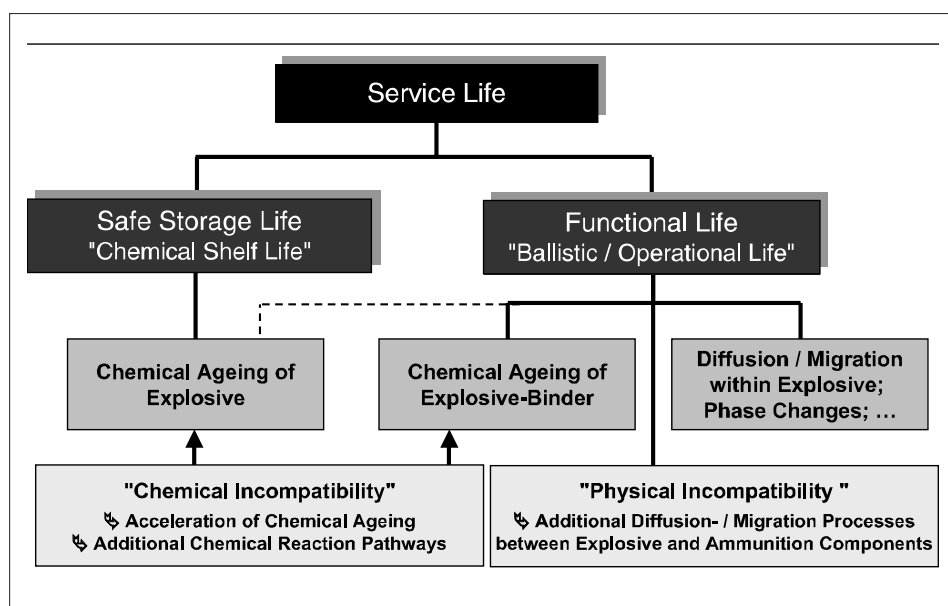 Service Life
Safe Storage Life
"Chemical Shelf Life"
Functional Life
"Ballistic / Operational Life"
Chemical Ageing of
Explosive
Chemical Ageing of
Explosive-Binder
Diffusion / Migration
within Explosive;
Phase Changes; …
"Chemical Incompatibility"
↳ Acceleration of Chemical Ageing
↳ Additional Chemical Reaction Pathways
"Physical Incompatibility "
↳ Additional Diffusion- / Migration Processes
between Explosive and Ammunition Components